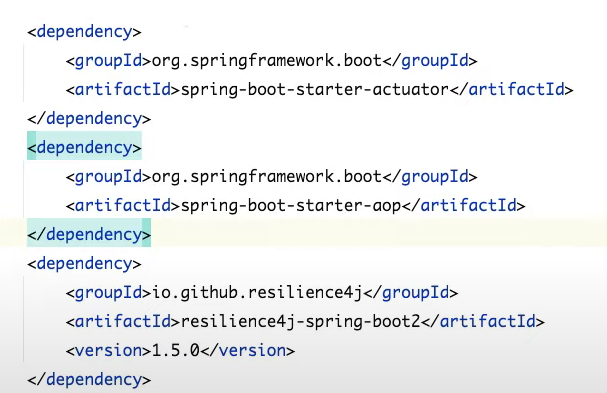 <dependency>
<groupId>org.springframework.boot</groupId>
<artifactId>spring-boot-starter-actuator</artifactId>
</dependency>
<dependency>
<groupId>org.springframework.boot</groupId>
<artifactId>spring-boot-starter-aop</artifactId>
</dependency>
<dependency>
<groupId>io.github.resilience4j</groupId>
<artifactId>resilience4j-spring-boot2</artifactId>
<version>1.5.0</version>
</dependency>